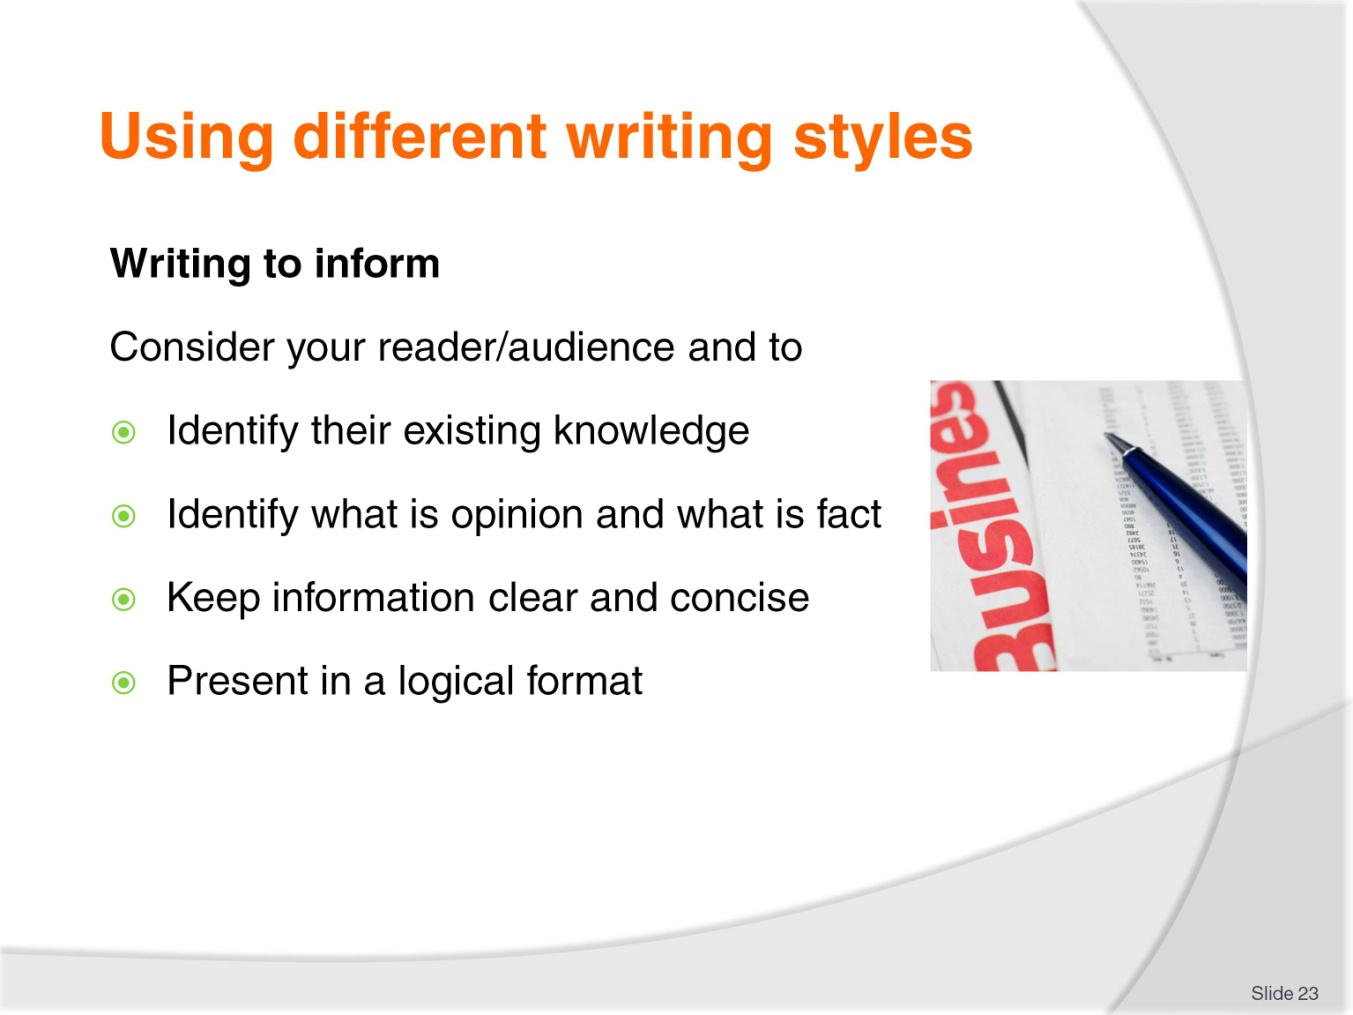 Using different writing styles
Writing to inform
Consider your reader/audience and to
Identify their existing knowledge
Identify what is opinion and what is fact
Keep information clear and concise
Present in a logical format
Business
Slide 23